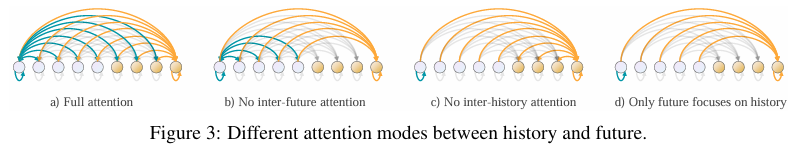 a) Full attention
b) No inter-future attention
c) No inter-history attention
d) Only future focuses on history
Figure 3: Different attention modes between history and future.